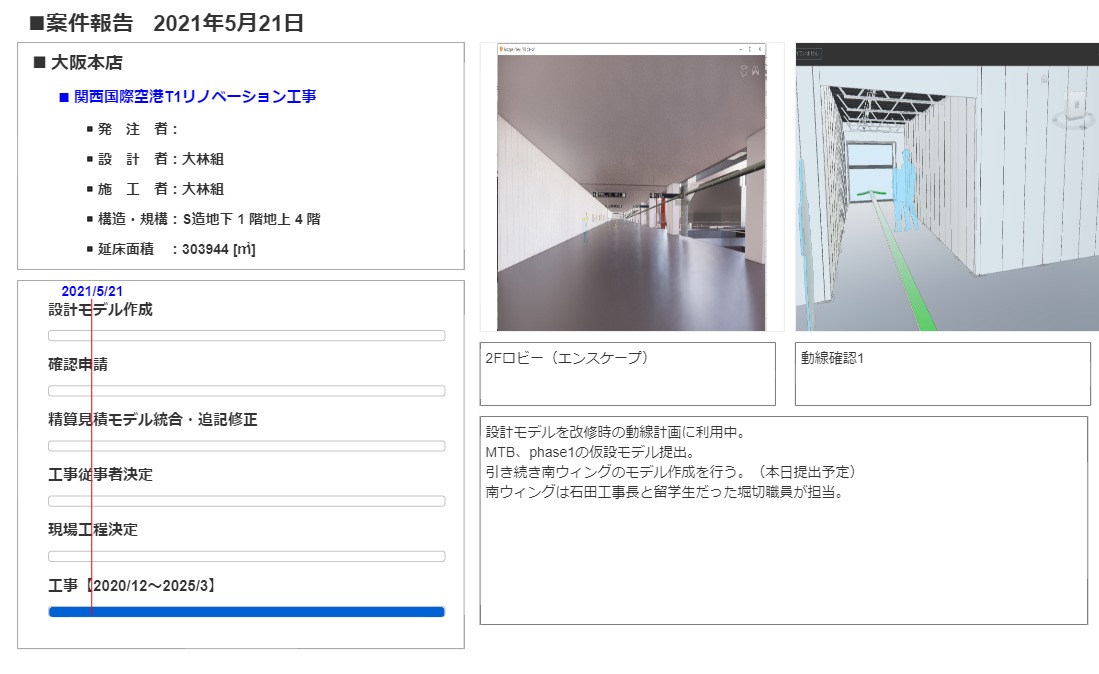 ■案件報告 2021年5月21日
■ 大阪本店
■ 関西国際空港T1リノベーション工事
▪ 発 注 者：
▪ 設 計 者：大林組
▪ 施 工 者：大林組
▪ 構造・規構：S造地下 1 階地上 4 階
▪ 延床面積 ：303944 [㎡]
2021/5/21
設計モデル作成
確認申請
精算見積モデル統合・追記修正
工事従事者決定
現場工程決定
工事【2020/12～2025/3】
2Fロビー（エンスケープ）
動線確認1
設計モデルを改修時の動線計画に利用中。
MTB、phase1の仮設モデル提出。
引き続き南ウィングのモデル作成を行う。（本日提出予定）
南ウィングは石田工事長と留学生だった堀切職員が担当。